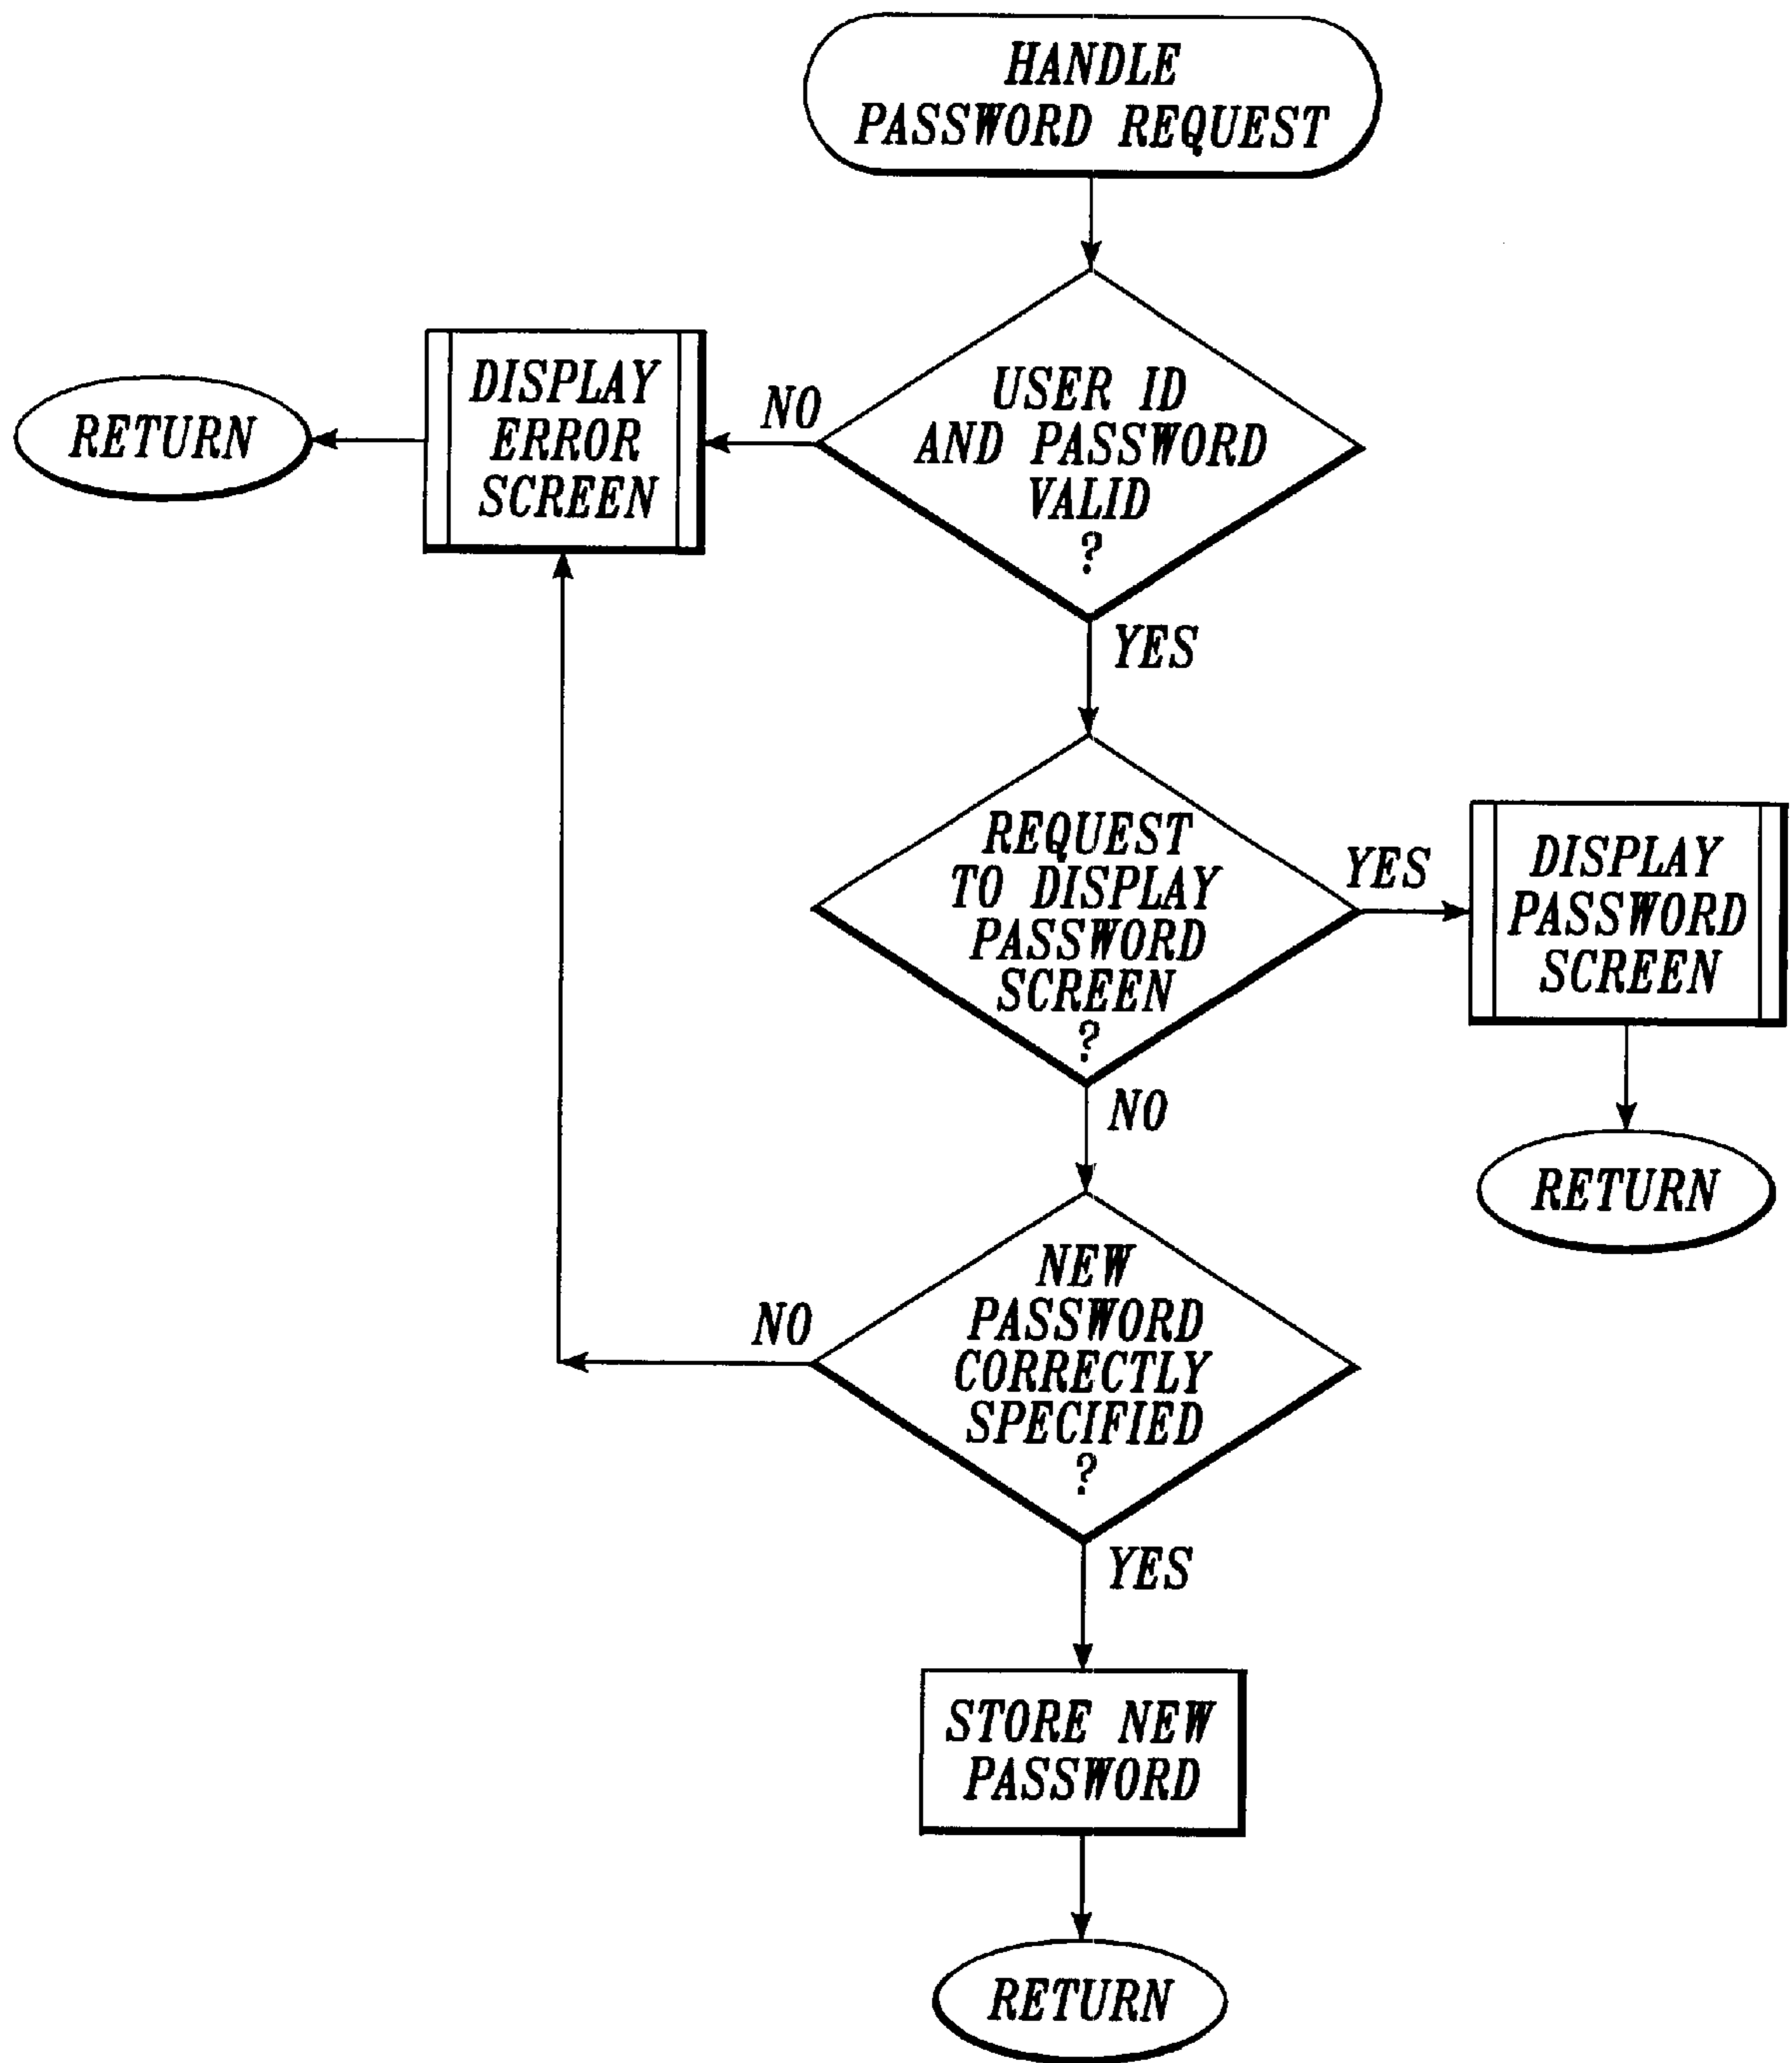 HANDLE
PASSWORD REQUEST
USER ID
AND PASSWORD
VALID
?
NO
DISPLAY
ERROR
SCREEN
RETURN
YES
REQUEST
TO DISPLAY
PASSWORD
SCREEN
?
YES
DISPLAY
PASSWORD
SCREEN
RETURN
NO
NEW
PASSWORD
CORRECTLY
SPECIFIED
?
NO
YES
STORE NEW
PASSWORD
RETURN